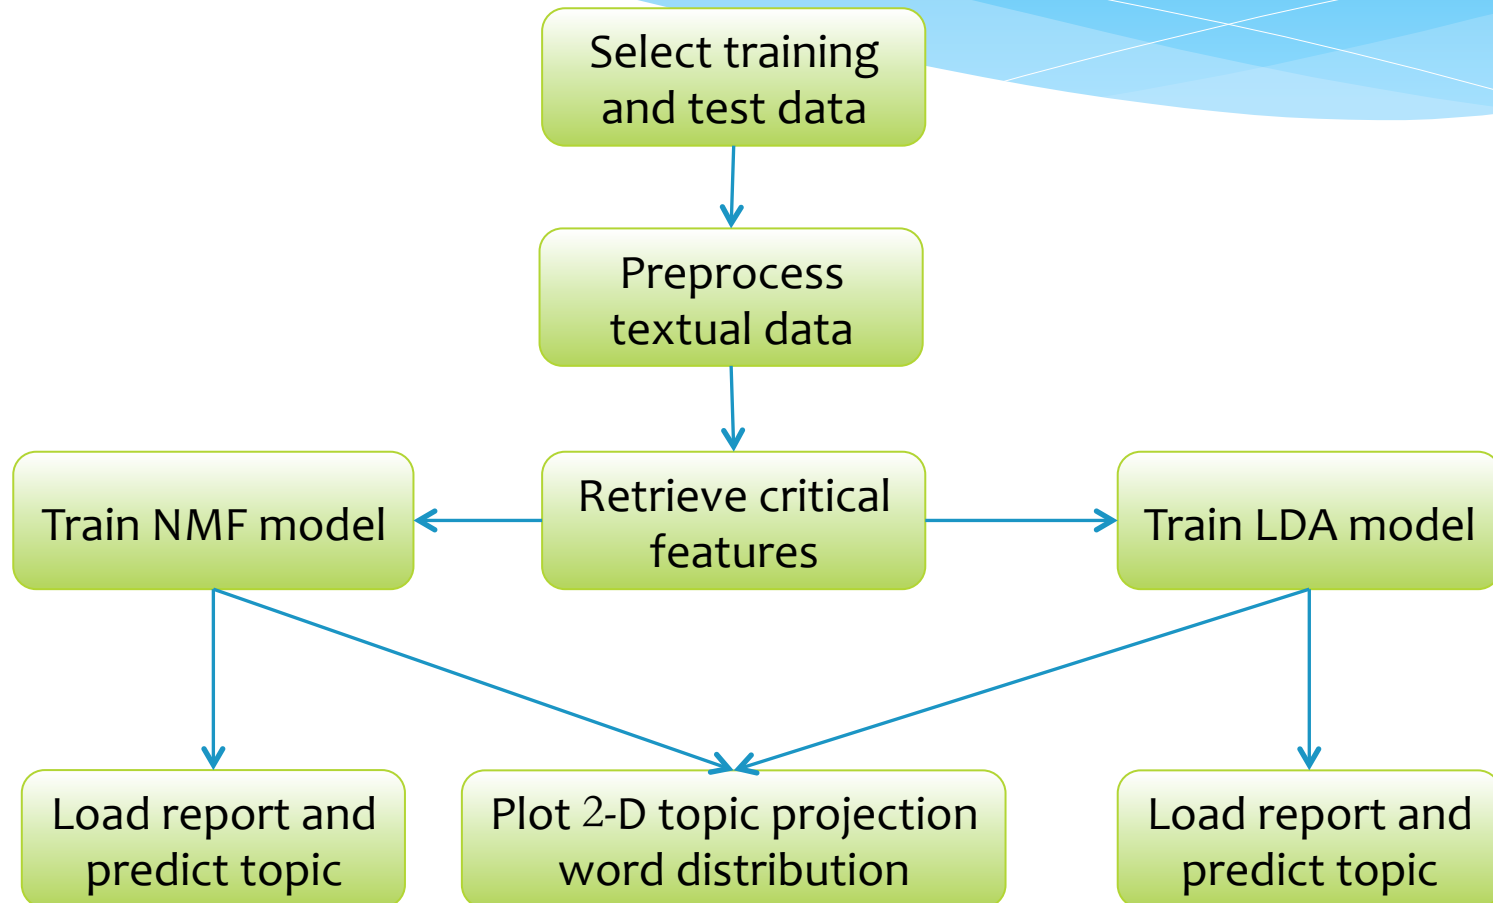 Select training
and test data
Preprocess
textual data
Train NMF model
Retrieve critical
features
Train LDA model
Load report and
predict topic
Plot 2-D topic projection
word distribution
Load report and
predict topic